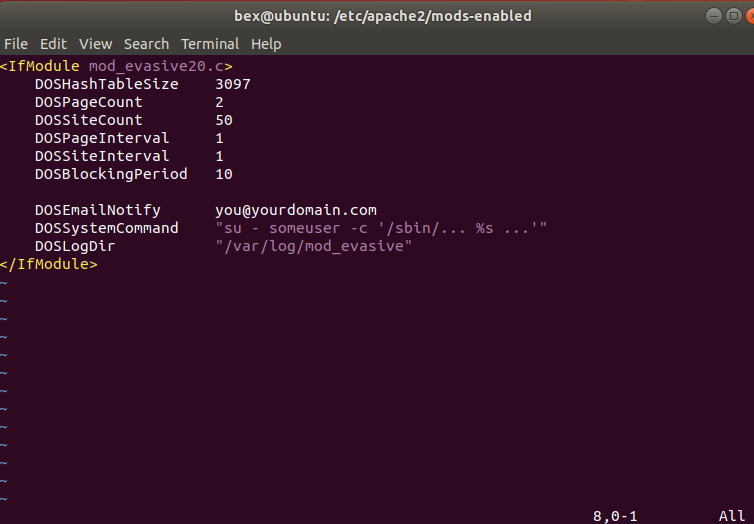 bex@ubuntu: /etc/apache2/mods-enabled
File Edit View Search Terminal Help
<IfModule mod_evasive20.c>
    DOSHashTableSize    3097
    DOSPageCount        2
    DOSSiteCount        50
    DOSPageInterval     1
    DOSSiteInterval     1
    DOSBlockingPeriod   10

    DOSEmailNotify      you@yourdomain.com
    DOSSystemCommand    "su - someuser -c '/sbin/... %s ...'"
    DOSLogDir           "/var/log/mod_evasive"
</IfModule>
~
~
~
~
~
~
~
~
~
~
~
~
~
8,0-1 All